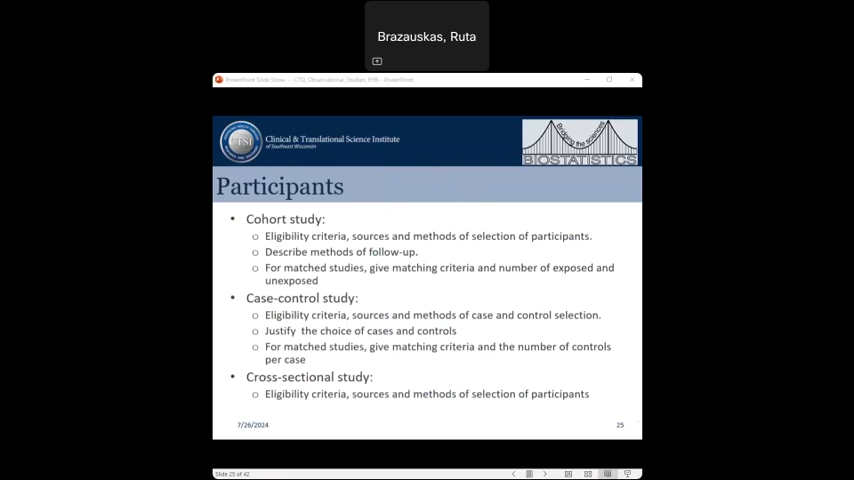 Brazauskas, Ruta
PowerPoint Slide Show - CTSI_Observational_Studies_EHR - PowerPoint
CTSI
Clinical & Translational Science Institute
of Southeast Wisconsin
Bridging the sciences
BIOSTATISTICS
Participants
• Cohort study:
o Eligibility criteria, sources and methods of selection of participants.
o Describe methods of follow-up.
o For matched studies, give matching criteria and number of exposed and
unexposed
• Case-control study:
o Eligibility criteria, sources and methods of case and control selection.
o Justify the choice of cases and controls
o For matched studies, give matching criteria and the number of controls
per case
• Cross-sectional study:
o Eligibility criteria, sources and methods of selection of participants
7/26/2024
25
Slide 25 of 42